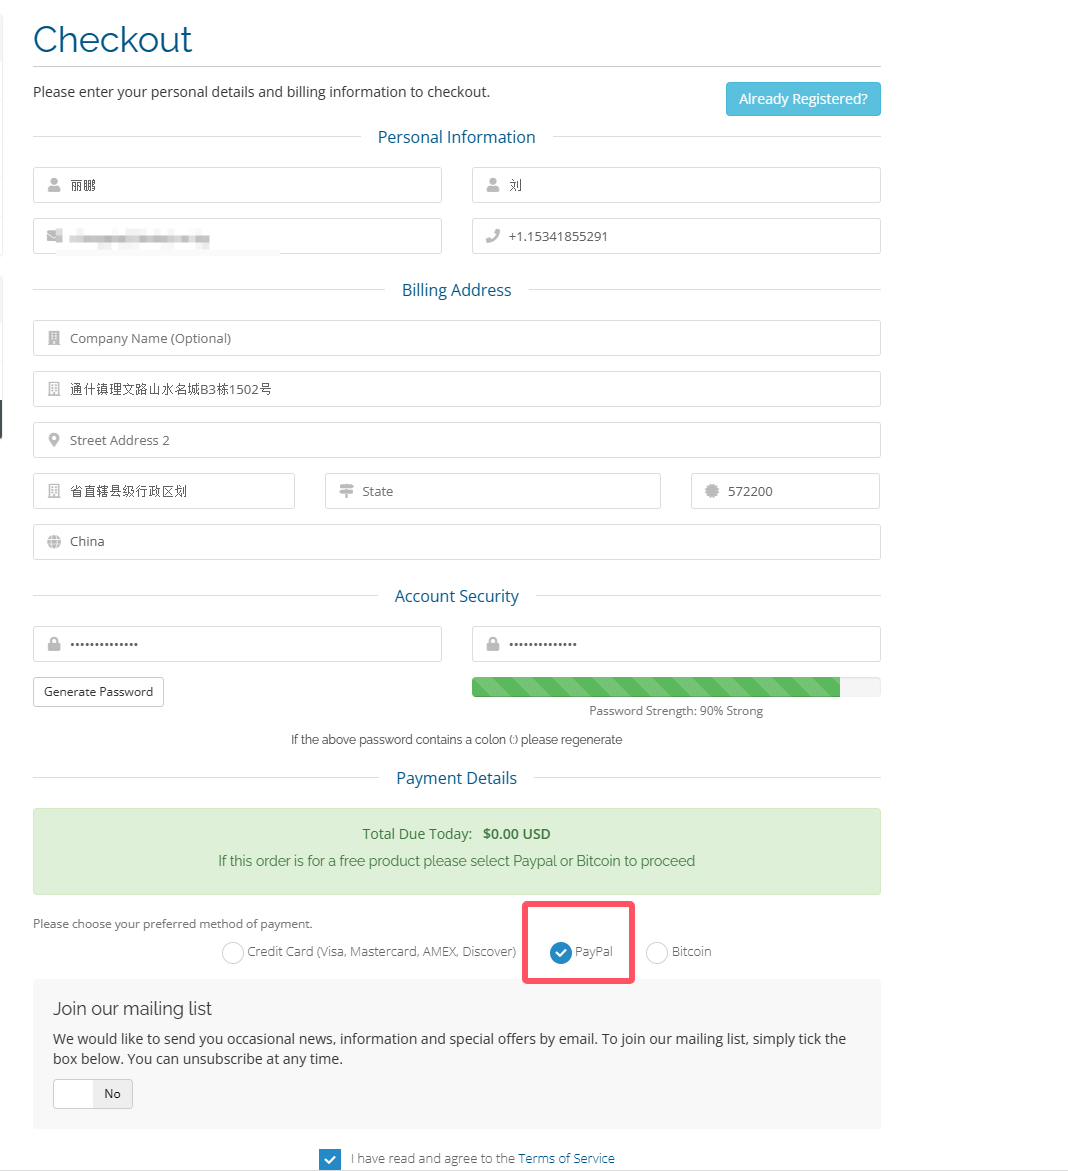 Checkout
Please enter your personal details and billing information to checkout.
Already Registered?
Personal Information
丽鹏
刘
+1.15341855291
Billing Address
Company Name (Optional)
通什镇理文路山水名城B3栋1502号
Street Address 2
省直辖县级行政区划
State
572200
China
Account Security
••••••••••••••
••••••••••••••
Generate Password
Password Strength: 90% Strong
If the above password contains a colon (:) please regenerate
Payment Details
Total Due Today: $0.00 USD
If this order is for a free product please select Paypal or Bitcoin to proceed
Please choose your preferred method of payment.
Credit Card (Visa, Mastercard, AMEX, Discover)
PayPal
Bitcoin
Join our mailing list
We would like to send you occasional news, information and special offers by email. To join our mailing list, simply tick the
box below. You can unsubscribe at any time.
No
I have read and agree to the Terms of Service